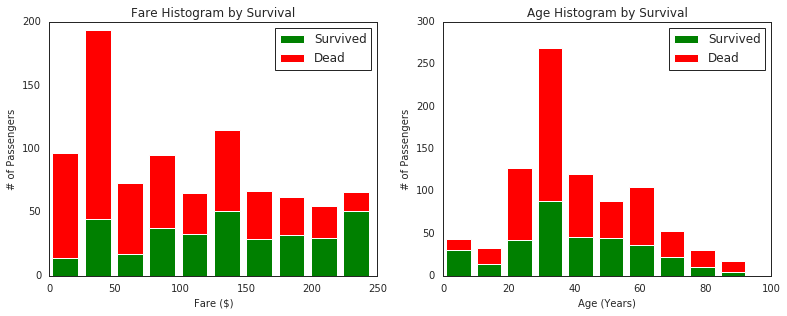 Fare Histogram by Survival
200
150
100
50
0
# of Passengers
Survived
Dead
0 50 100 150 200 250
Fare ($)
Age Histogram by Survival
300
250
200
150
100
50
0
# of Passengers
Survived
Dead
0 20 40 60 80 100
Age (Years)